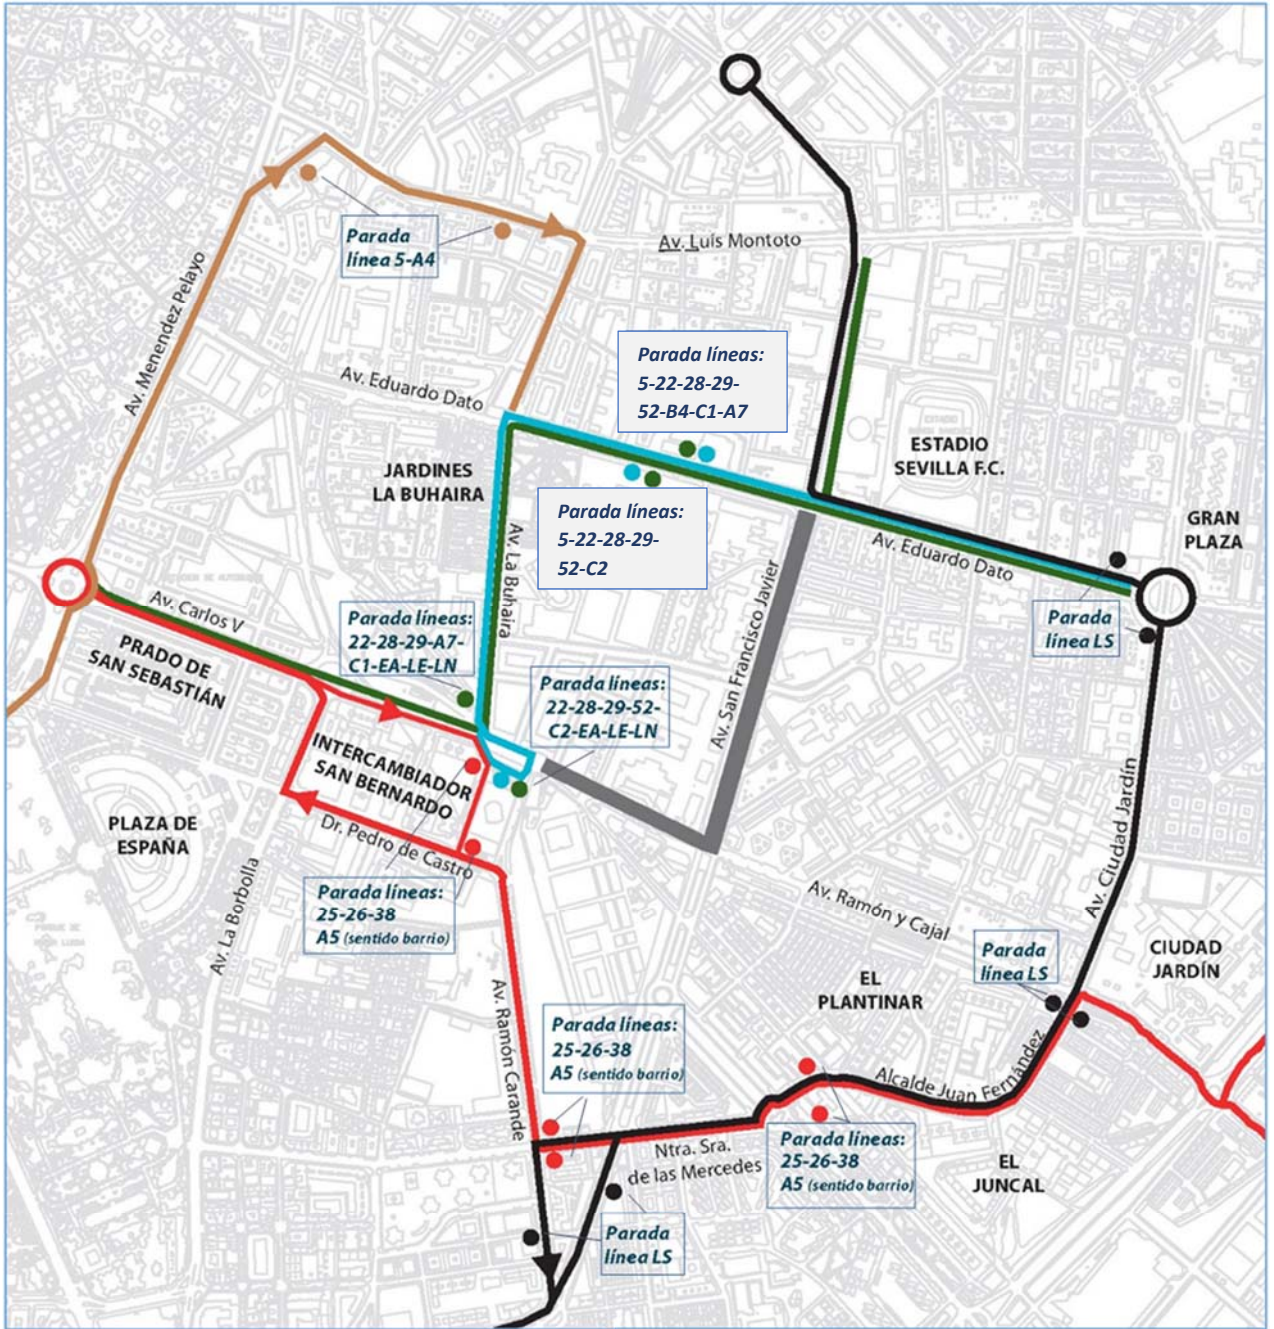 Parada
línea 5-A4
Av. Luís Montoto
Av. Menendez Pelayo
Av. Eduardo Dato
Parada líneas:
5-22-28-29-
52-B4-C1-A7
ESTADIO
SEVILLA F.C.
JARDINES
LA BUHAIRA
Parada líneas:
5-22-28-29-
52-C2
GRAN
PLAZA
Av. La Buhaira
Av. Eduardo Dato
Av. San Francisco Javier
Av. Carlos V
Parada líneas:
22-28-29-A7-
C1-EA-LE-LN
Parada
línea LS
PRADO DE
SAN SEBASTIÁN
Parada líneas:
22-28-29-52-
C2-EA-LE-LN
INTERCAMBIADOR
SAN BERNARDO
PLAZA DE
ESPAÑA
Dr. Pedro de Castro
Av. Ciudad Jardín
Parada líneas:
25-26-38
A5 (sentido barrio)
Av. La Borbolla
Av. Ramón y Cajal
Parada
línea LS
CIUDAD
JARDÍN
EL
PLANTINAR
Av. Ramón Carande
Parada líneas:
25-26-38
A5 (sentido barrio)
Alcalde Juan Fernández
Ntra. Sra.
de las Mercedes
Parada líneas:
25-26-38
A5 (sentido barrio)
EL
JUNCAL
Parada
línea LS